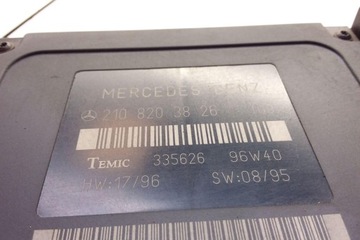 MERCEDES BENZ
210 820 38 26
TEMIC 335626 96W40
HW:17/96 SW:08/95